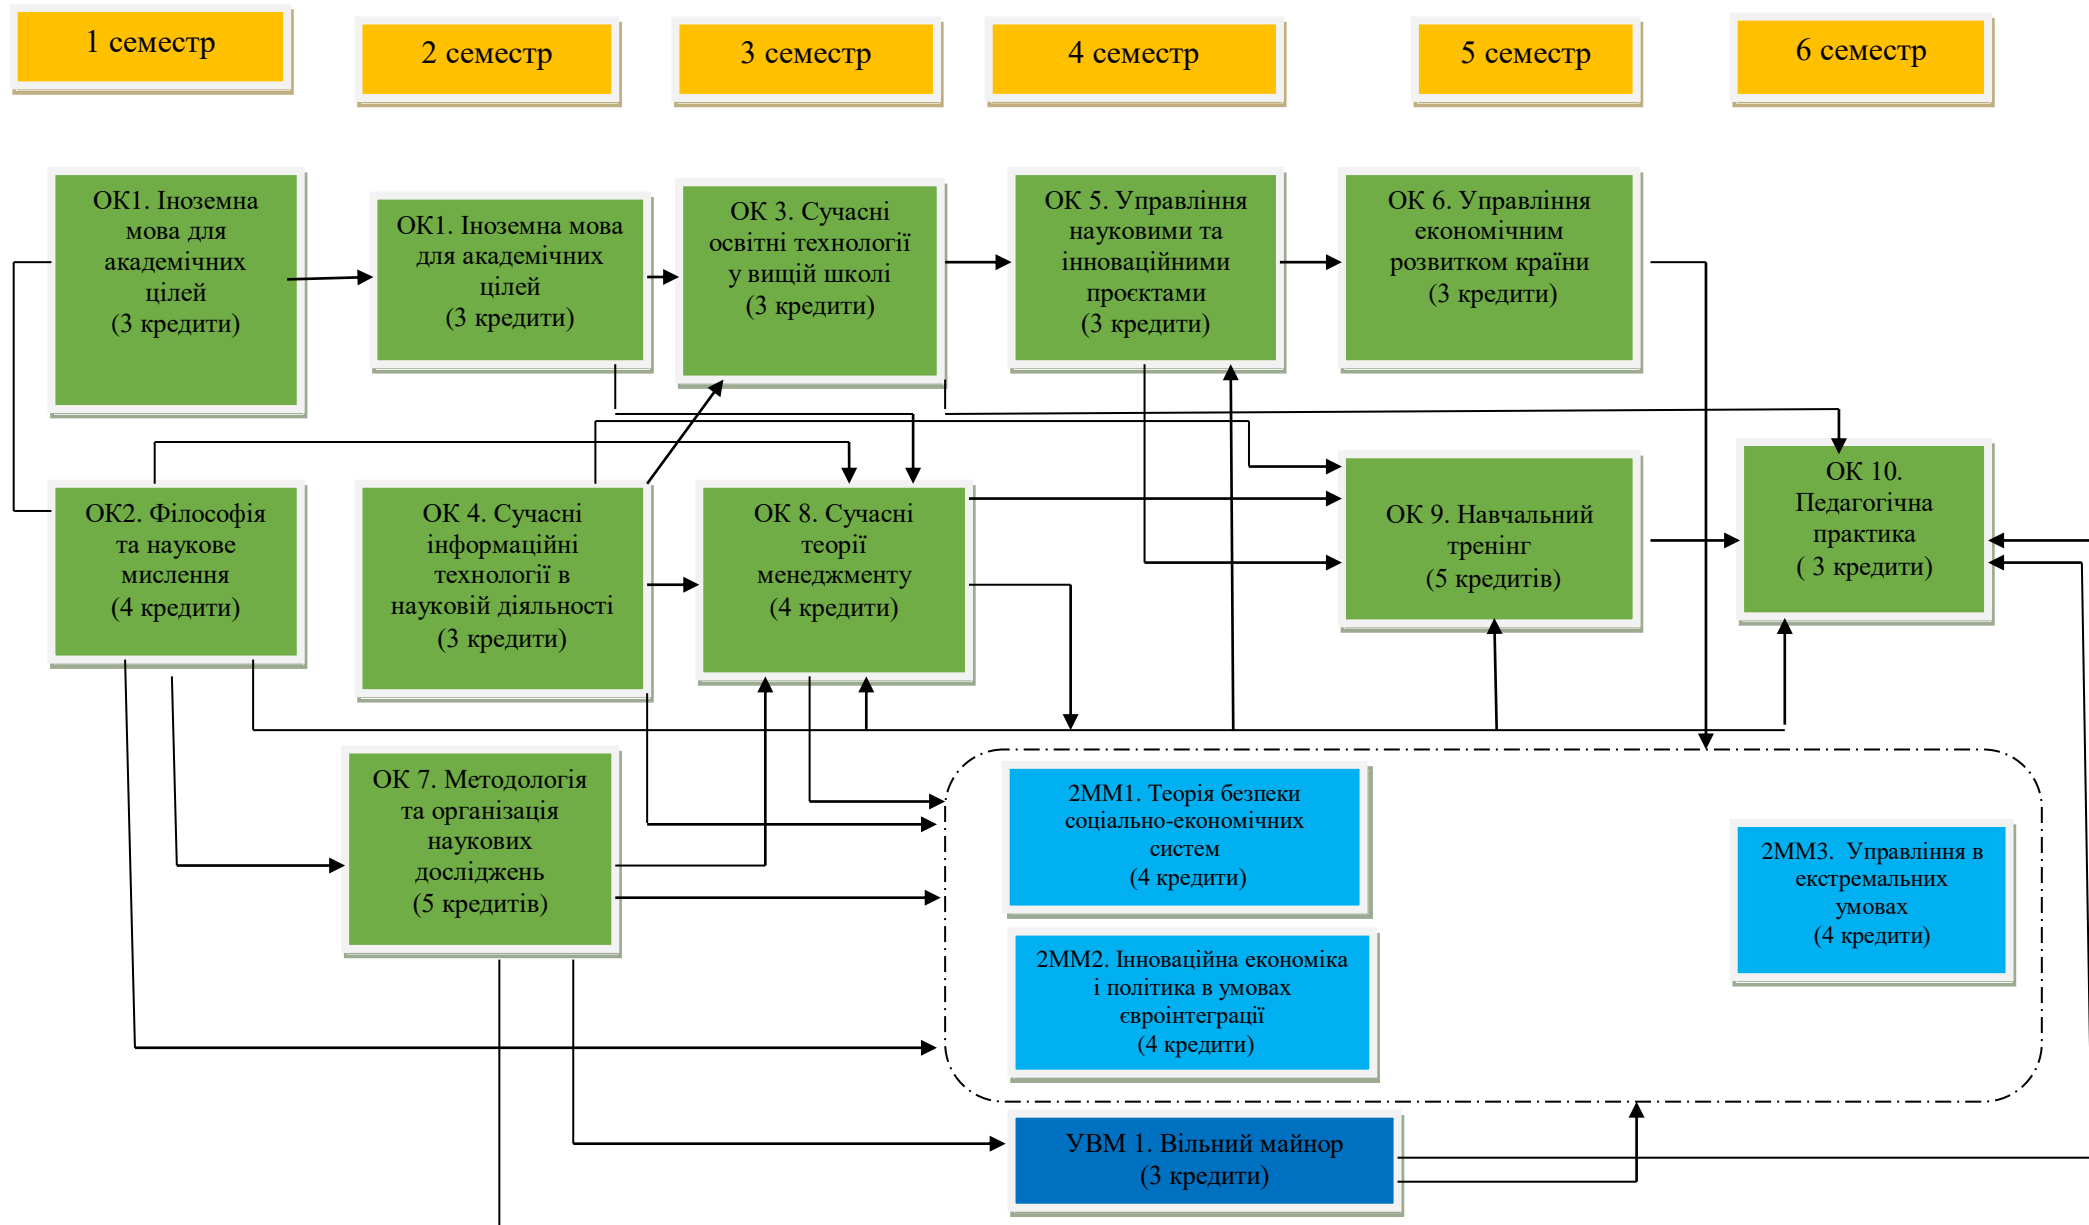 1 семестр
2 семестр
3 семестр
4 семестр
5 семестр
6 семестр
ОК1. Іноземна
мова для
академічних
цілей
(3 кредити)
ОК1. Іноземна мова
для академічних
цілей
(3 кредити)
ОК 3. Сучасні
освітні технології
у вищій школі
(3 кредити)
ОК 5. Управління
науковими та
інноваційними
проєктами
(3 кредити)
ОК 6. Управління
економічним
розвитком країни
(3 кредити)
ОК2. Філософія
та наукове
мислення
(4 кредити)
ОК 4. Сучасні
інформаційні
технології в
науковій діяльності
(3 кредити)
ОК 8. Сучасні
теорії
менеджменту
(4 кредити)
ОК 9. Навчальний
тренінг
(5 кредитів)
ОК 10.
Педагогічна
практика
( 3 кредити)
ОК 7. Методологія
та організація
наукових
досліджень
(5 кредитів)
2ММ1. Теорія безпеки
соціально-економічних
систем
(4 кредити)
2ММ3. Управління в
екстремальних
умовах
(4 кредити)
2ММ2. Інноваційна економіка
і політика в умовах
євроінтеграції
(4 кредити)
УВМ 1. Вільний майнор
(3 кредити)